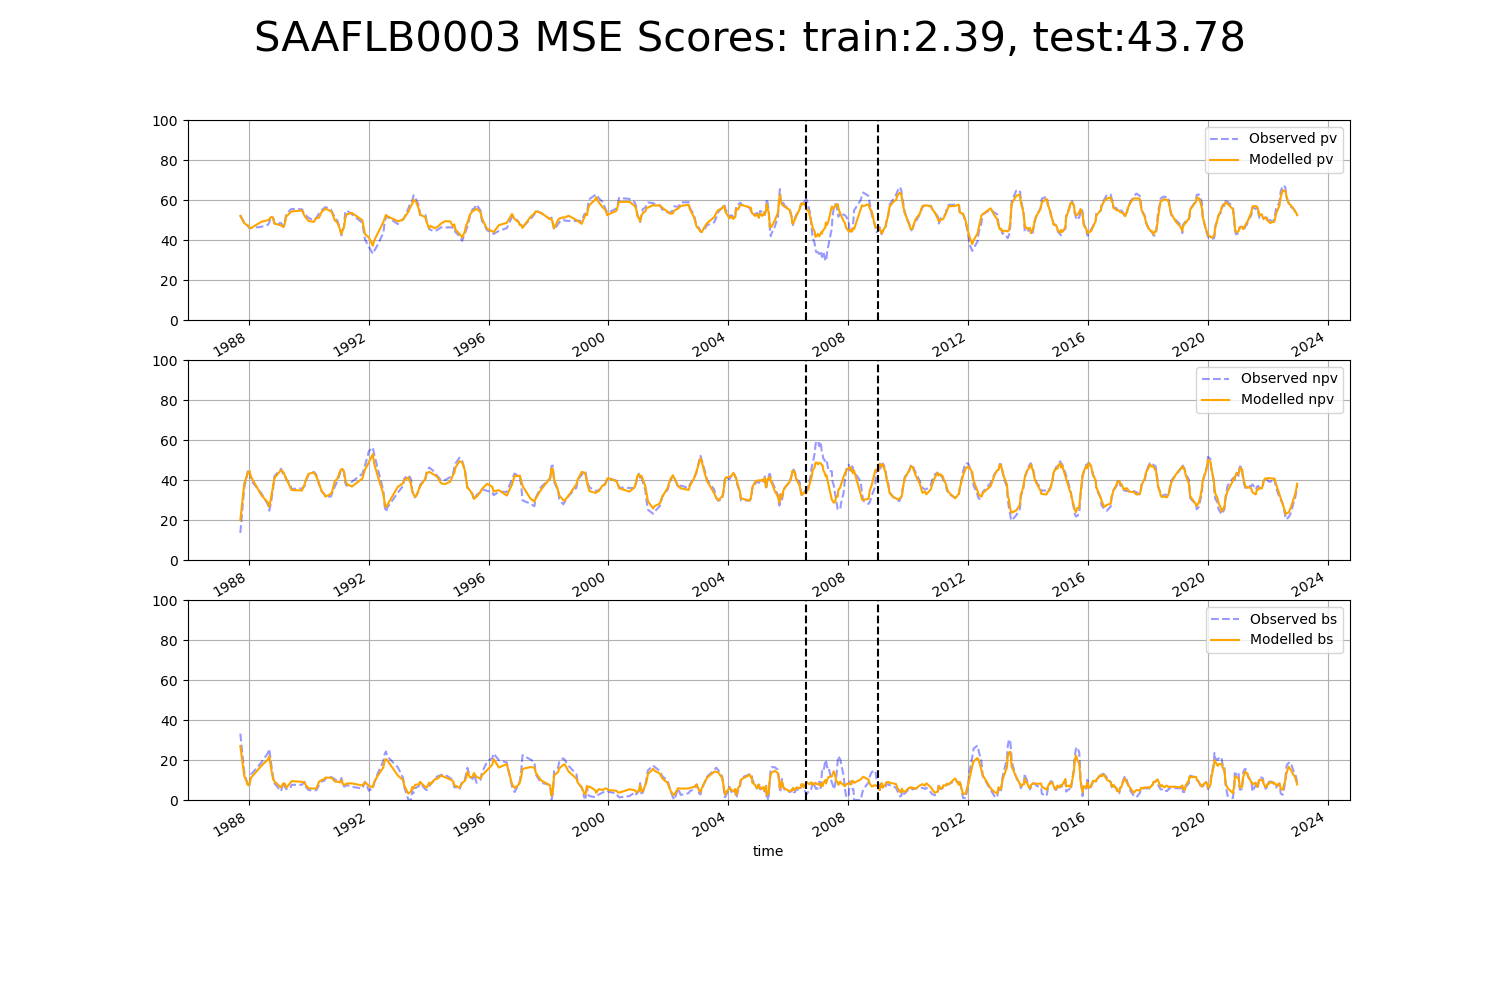 SAAFLB0003 MSE Scores: train:2.39, test:43.78
100
80
60
40
20
0
Observed pv
Modelled pv
1988 1992 1996 2000 2004 2008 2012 2016 2020 2024
100
80
60
40
20
0
Observed npv
Modelled npv
1988 1992 1996 2000 2004 2008 2012 2016 2020 2024
100
80
60
40
20
0
Observed bs
Modelled bs
1988 1992 1996 2000 2004 2008 2012 2016 2020 2024
time